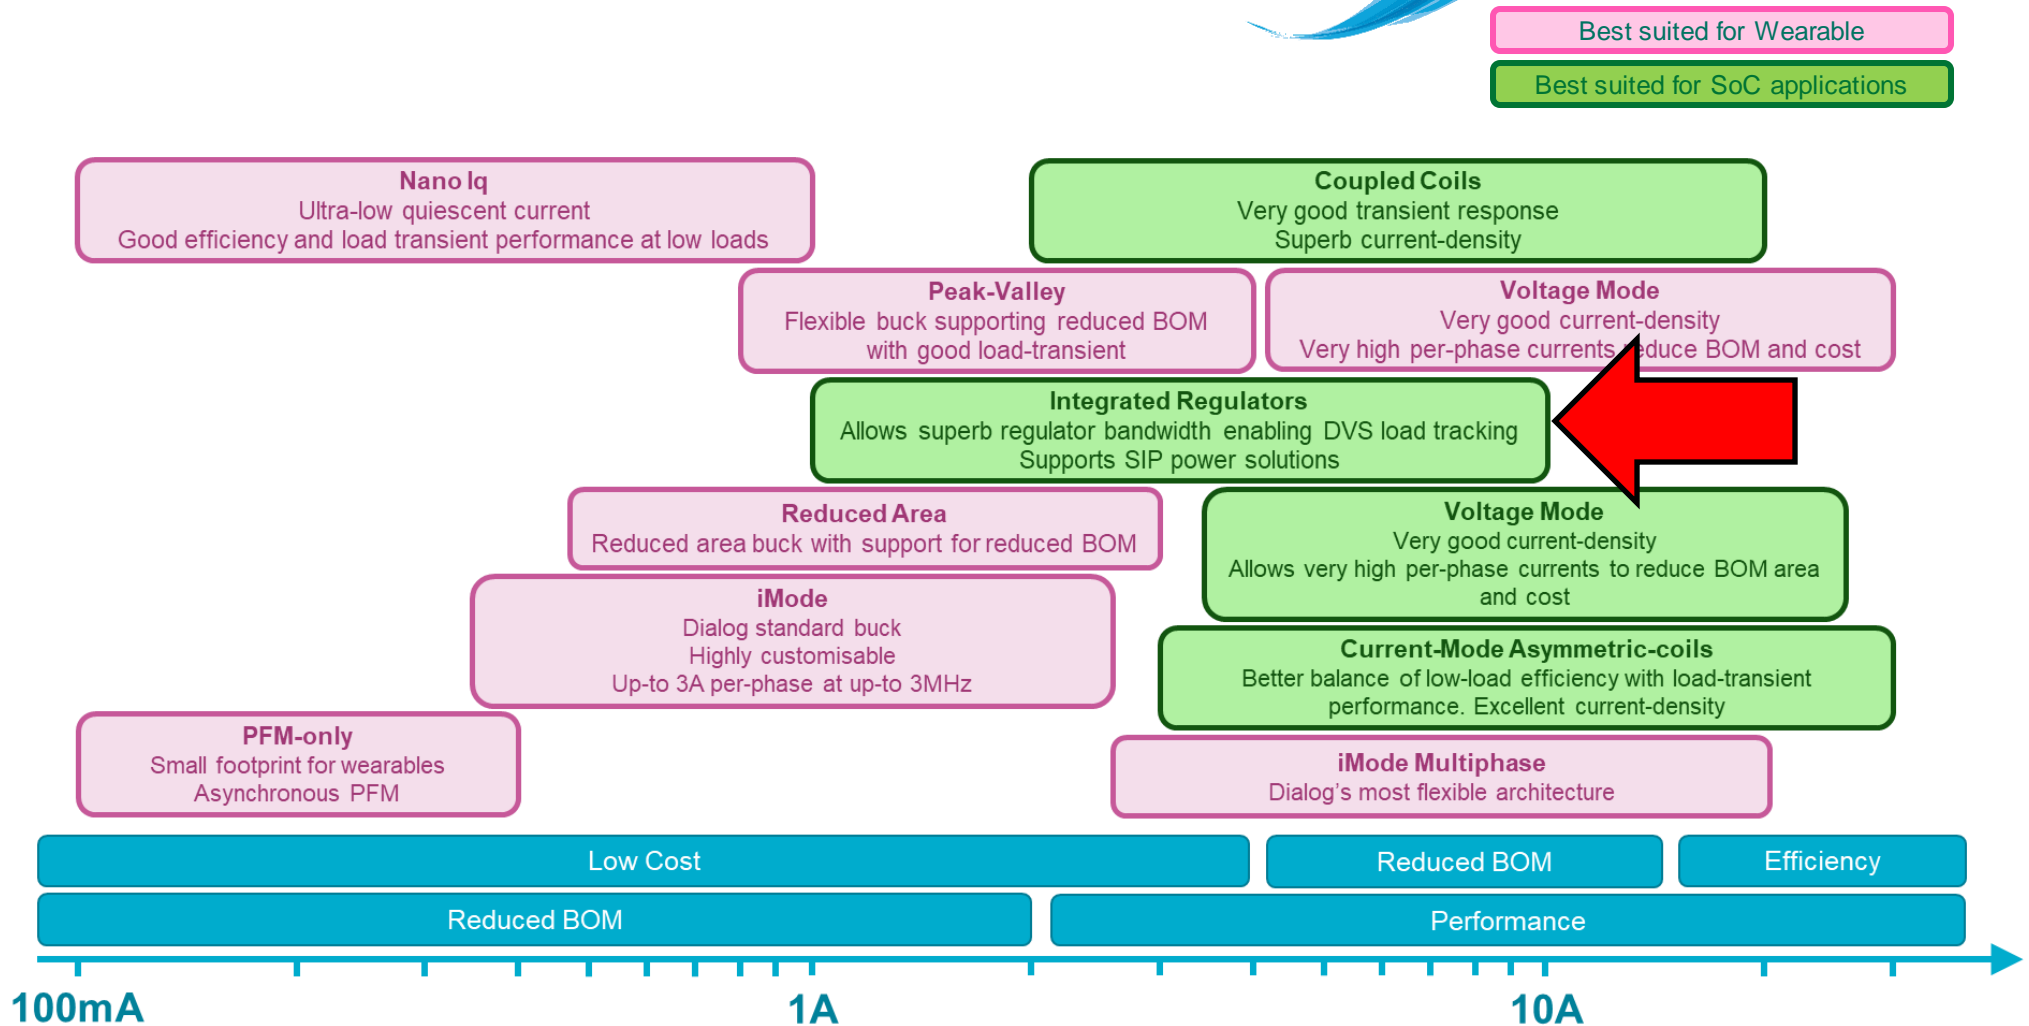 Best suited for Wearable
Best suited for SoC applications
Nano Iq
Ultra-low quiescent current
Good efficiency and load transient performance at low loads
Coupled Coils
Very good transient response
Superb current-density
Peak-Valley
Flexible buck supporting reduced BOM
with good load-transient
Voltage Mode
Very good current-density
Very high per-phase currents reduce BOM and cost
Integrated Regulators
Allows superb regulator bandwidth enabling DVS load tracking
Supports SIP power solutions
Reduced Area
Reduced area buck with support for reduced BOM
Voltage Mode
Very good current-density
Allows very high per-phase currents to reduce BOM area
and cost
iMode
Dialog standard buck
Highly customisable
Up-to 3A per-phase at up-to 3MHz
Current-Mode Asymmetric-coils
Better balance of low-load efficiency with load-transient
performance. Excellent current-density
PFM-only
Small footprint for wearables
Asynchronous PFM
iMode Multiphase
Dialog's most flexible architecture
Low Cost
Reduced BOM
Efficiency
Reduced BOM
Performance
100mA
1A
10A